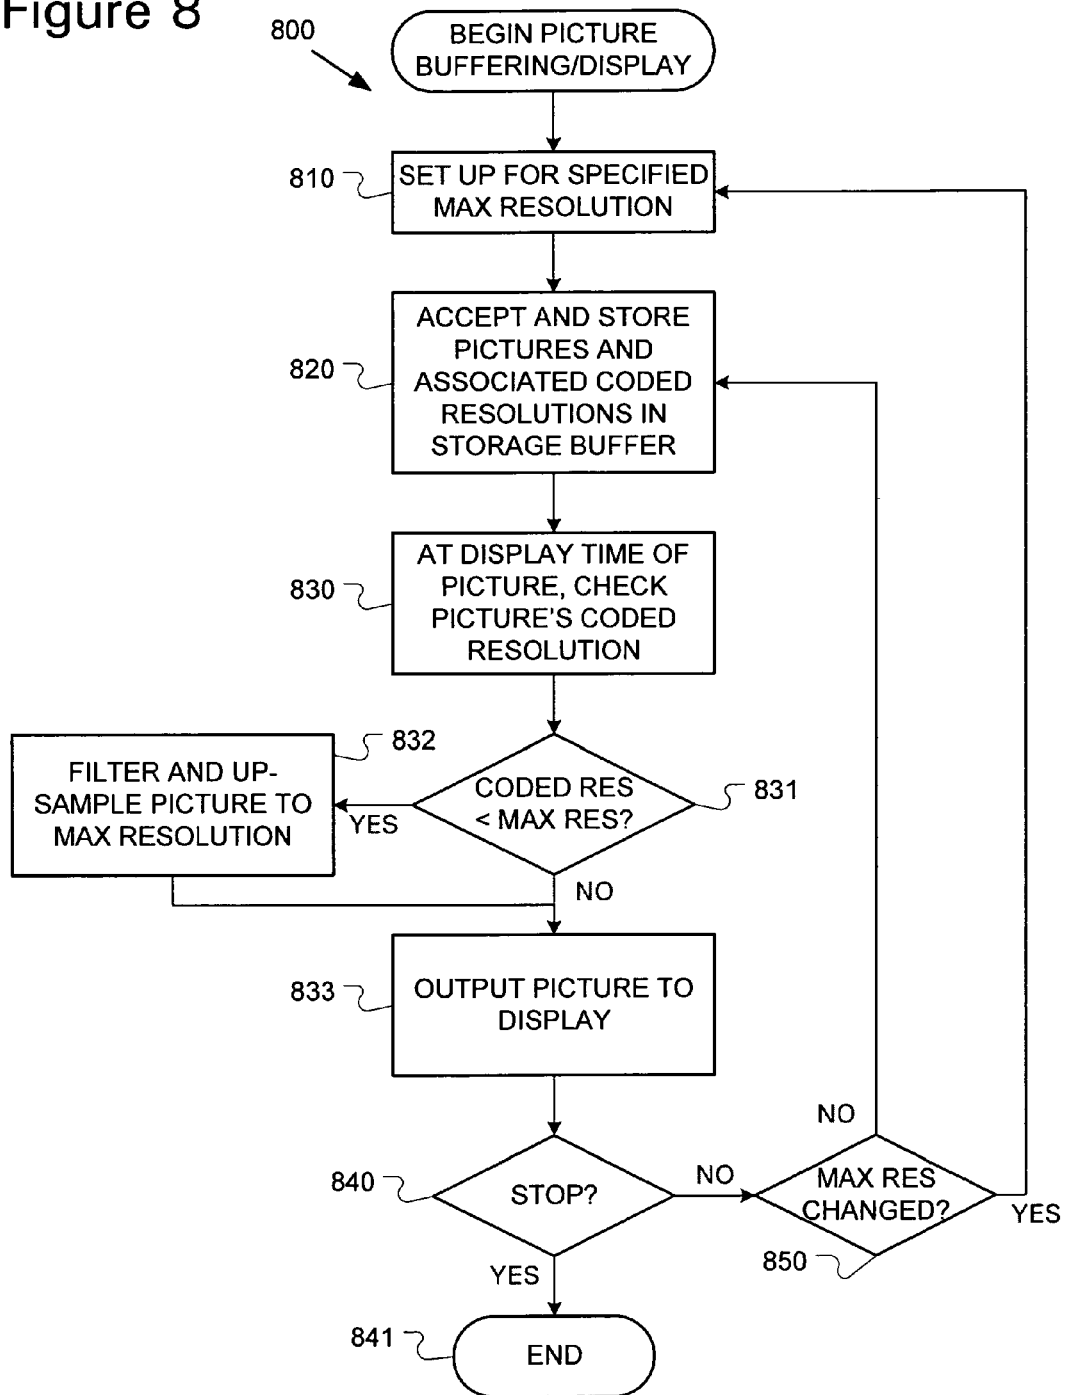 Figure 8
800
BEGIN PICTURE
BUFFERING/DISPLAY
810
SET UP FOR SPECIFIED
MAX RESOLUTION
820
ACCEPT AND STORE
PICTURES AND
ASSOCIATED CODED
RESOLUTIONS IN
STORAGE BUFFER
830
AT DISPLAY TIME OF
PICTURE, CHECK
PICTURE'S CODED
RESOLUTION
832
FILTER AND UP-
SAMPLE PICTURE TO
MAX RESOLUTION
CODED RES
< MAX RES?
831
YES
NO
833
OUTPUT PICTURE TO
DISPLAY
840
STOP?
NO
NO
MAX RES
CHANGED?
YES
850
YES
841
END